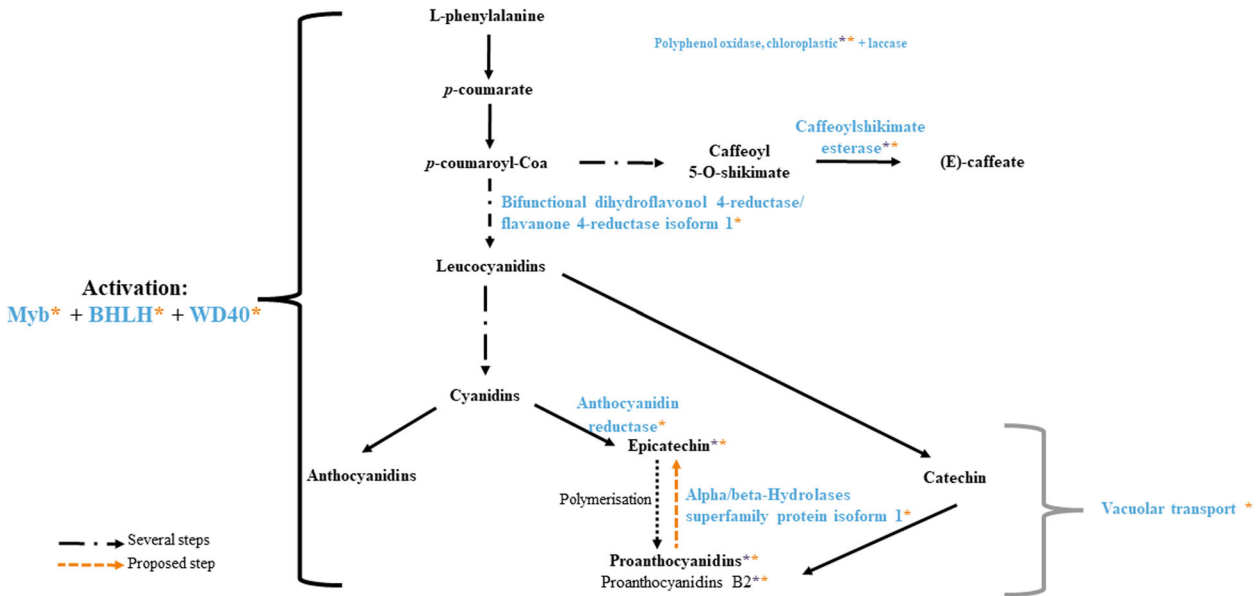 L-phenylalanine
Polyphenol oxidase, chloroplastic** + laccase
p-coumarate
Caffeoylshikimate
esterase**
p-coumaroyl-Coa
Caffeoyl
5-O-shikimate
(E)-caffeate
Bifunctional dihydroflavonol 4-reductase/
flavanone 4-reductase isoform 1*
Leucocyanidins
Activation:
Myb* + BHLH* + WD40*
Cyanidins
Anthocyanidin
reductase*
Epicatechin**
Anthocyanidins
Catechin
Polymerisation
Alpha/beta-Hydrolases
superfamily protein isoform 1*
Vacuolar transport *
Several steps
Proposed step
Proanthocyanidins**
Proanthocyanidins B2**